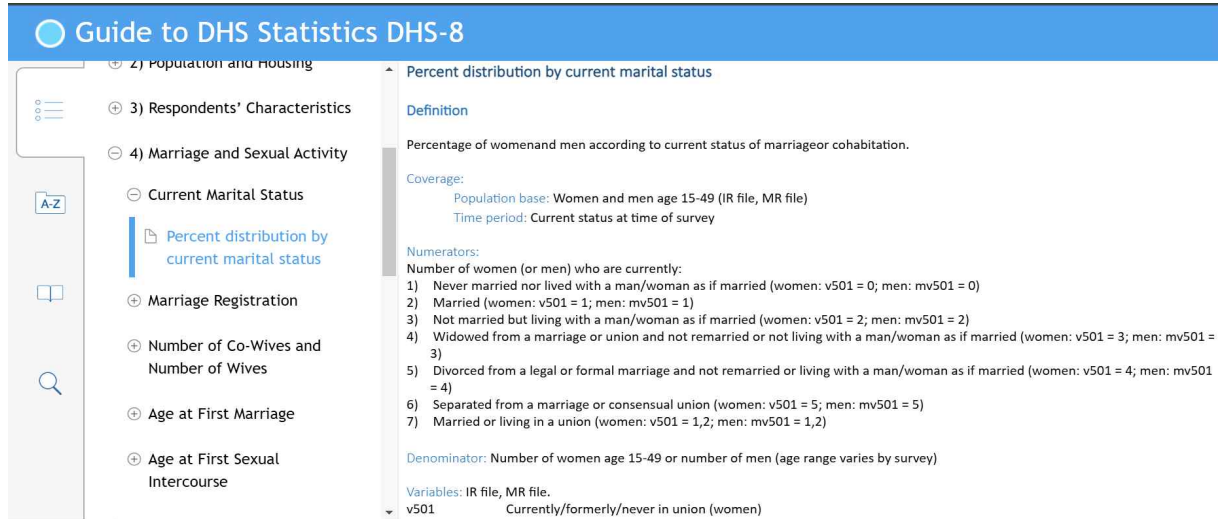 Guide to DHS Statistics DHS-8
2) Population and Housing
3) Respondents’ Characteristics
4) Marriage and Sexual Activity
Current Marital Status
Percent distribution by
current marital status
Marriage Registration
Number of Co-Wives and
Number of Wives
Age at First Marriage
Age at First Sexual
Intercourse
A-Z
Percent distribution by current marital status
Definition
Percentage of womenand men according to current status of marriageor cohabitation.
Coverage:
Population base: Women and men age 15-49 (IR file, MR file)
Time period: Current status at time of survey
Numerators:
Number of women (or men) who are currently:
1) Never married nor lived with a man/woman as if married (women: v501 = 0; men: mv501 = 0)
2) Married (women: v501 = 1; men: mv501 = 1)
3) Not married but living with a man/woman as if married (women: v501 = 2; men: mv501 = 2)
4) Widowed from a marriage or union and not remarried or not living with a man/woman as if married (women: v501 = 3; men: mv501 =
3)
5) Divorced from a legal or formal marriage and not remarried or living with a man/woman as if married (women: v501 = 4; men: mv501
= 4)
6) Separated from a marriage or consensual union (women: v501 = 5; men: mv501 = 5)
7) Married or living in a union (women: v501 = 1,2; men: mv501 = 1,2)
Denominator: Number of women age 15-49 or number of men (age range varies by survey)
Variables: IR file, MR file.
v501 Currently/formerly/never in union (women)